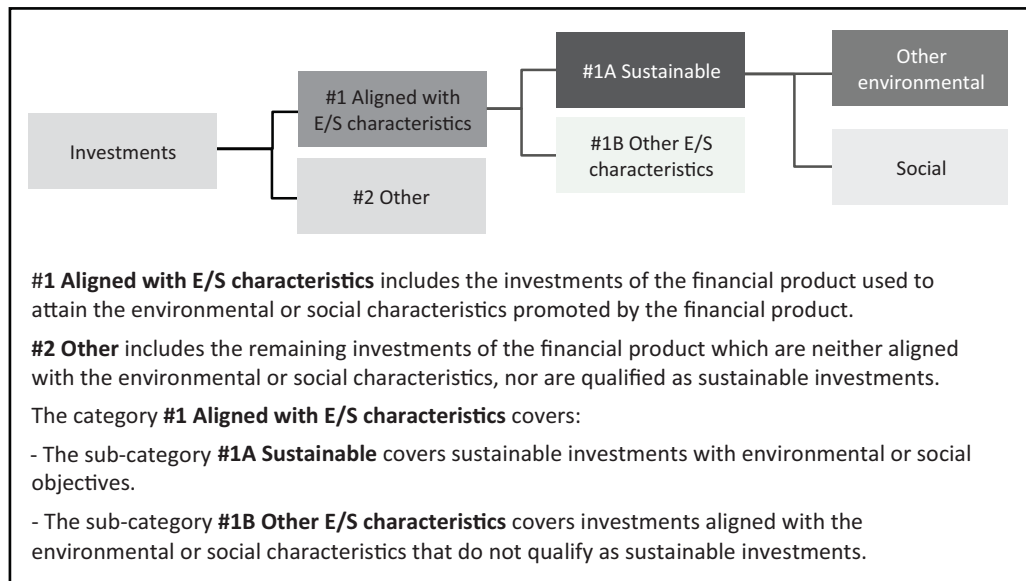 Investments
#1 Aligned with
E/S characteristics
#2 Other
#1A Sustainable
#1B Other E/S
characteristics
Other
environmental
Social
#1 Aligned with E/S characteristics includes the investments of the financial product used to
attain the environmental or social characteristics promoted by the financial product.
#2 Other includes the remaining investments of the financial product which are neither aligned
with the environmental or social characteristics, nor are qualified as sustainable investments.
The category #1 Aligned with E/S characteristics covers:
- The sub-category #1A Sustainable covers sustainable investments with environmental or social
objectives.
- The sub-category #1B Other E/S characteristics covers investments aligned with the
environmental or social characteristics that do not qualify as sustainable investments.